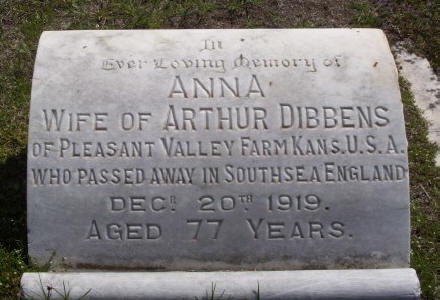 In
Ever Loving Memory of
ANNA
WIFE OF ARTHUR DIBBENS
OF PLEASANT VALLEY FARM KANS. U.S.A.
WHO PASSED AWAY IN SOUTHSEA ENGLAND
DECR. 20TH 1919.
AGED 77 YEARS.